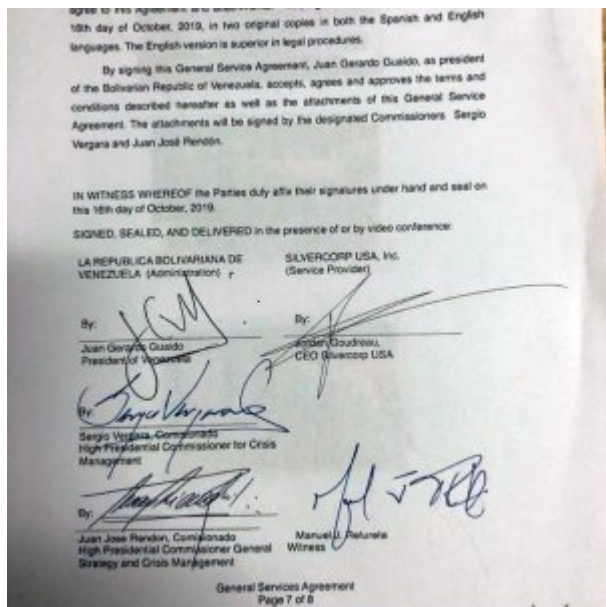 agree to this Agreement and
16th day of October, 2019, in two original copies in both the Spanish and English
languages. The English version is superior in legal procedures.
By signing this General Service Agreement, Juan Gerardo Guaido, as president
of the Bolivarian Republic of Venezuela, accepts, agrees and approves the terms and
conditions described hereafter as well as the attachments of this General Service
Agreement. The attachments will be signed by the designated Commissioners Sergio
Vergara and Juan José Rendón.
IN WITNESS WHEREOF the Parties duly affix their signatures under hand and seal on
this 16th day of October, 2019.
SIGNED, SEALED, AND DELIVERED in the presence of or by video conference:
LA REPUBLICA BOLIVARIANA DE
VENEZUELA (Administration)
SILVERCORP USA, Inc.
(Service Provider)
By:
Juan Gerardo Guaido
President of Venezuela
By:
Jordan Goudreau,
CEO Silvercorp USA
By:
Sergio Vergara, Comisionado
High Presidential Commissioner for Crisis
Management
By:
Juan Jose Rendon, Comisionado
High Presidential Commissioner General
Strategy and Crisis Management
Manuel J. Retureta
Witness
General Services Agreement
Page 7 of 8